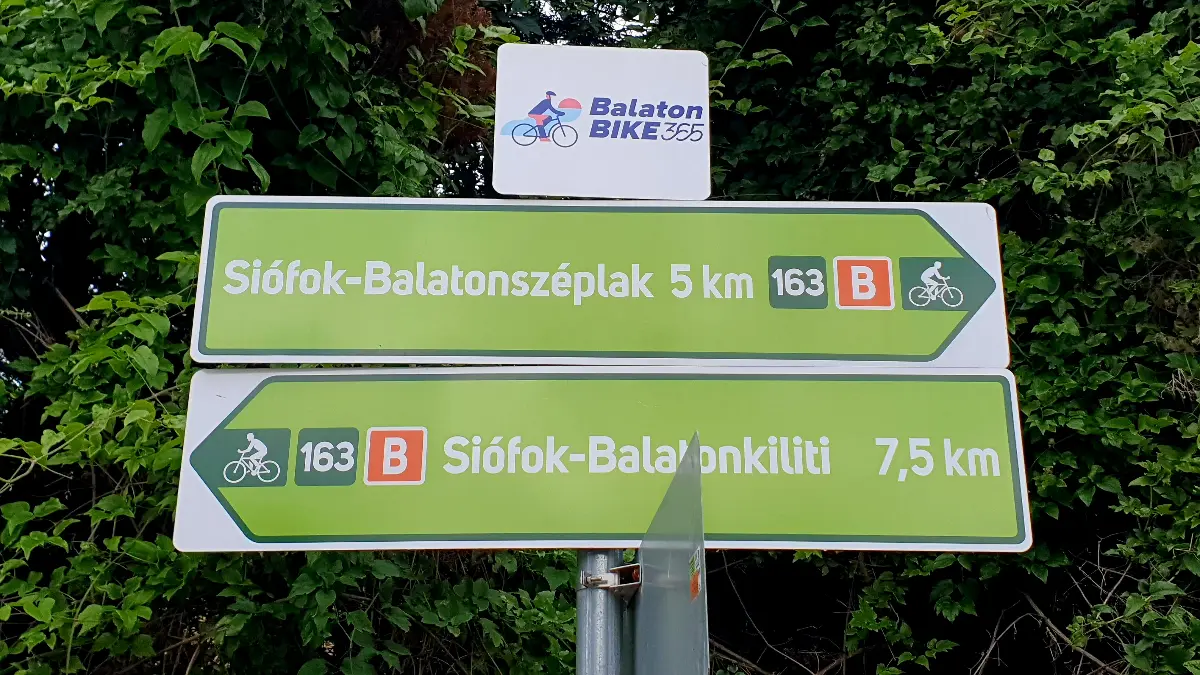 Balaton
BIKE365
Siófok-Balatonszéplak 5 km 163 B
163 B Siófok-Balatonkiliti 7,5 km